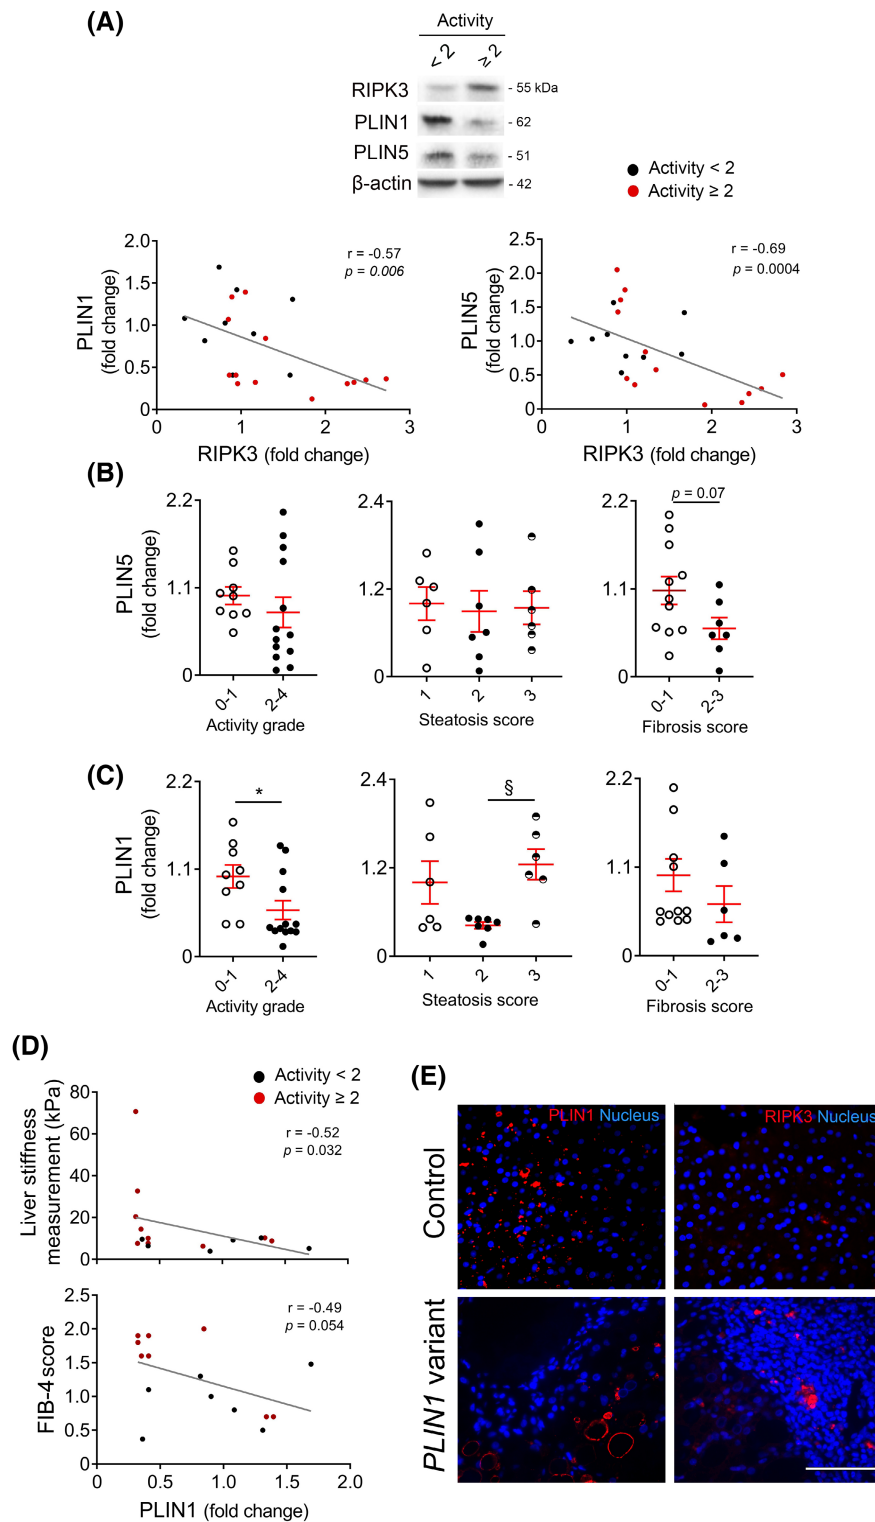 (A)
Activity
< 2 ≥ 2
RIPK3 - 55 kDa
PLIN1 - 62
PLIN5 - 51
β-actin - 42
Activity < 2
Activity ≥ 2
PLIN1
(fold change)
2.0
1.5
1.0
0.5
0
0 1 2 3
r = -0.57
p = 0.006
RIPK3 (fold change)
PLIN5
(fold change)
2.5
2.0
1.5
1.0
0.5
0
0 1 2 3
r = -0.69
p = 0.0004
RIPK3 (fold change)
(B)
PLIN5
(fold change)
2.2
1.1
0
0-1 2-4
Activity grade
2.4
1.2
0
1 2 3
Steatosis score
2.2
1.1
0
p = 0.07
0-1 2-3
Fibrosis score
(C)
PLIN1
(fold change)
2.2
1.1
0
*
0-1 2-4
Activity grade
2.4
1.2
0
§
1 2 3
Steatosis score
2.2
1.1
0
0-1 2-3
Fibrosis score
(D)
Activity < 2
Activity ≥ 2
Liver stiffness
measurement (kPa)
80
60
40
20
0
r = -0.52
p = 0.032
FIB-4 score
2.5
2.0
1.5
1.0
0.5
0
r = -0.49
p = 0.054
0 0.5 1.0 1.5 2.0
PLIN1 (fold change)
(E)
PLIN1 Nucleus
RIPK3 Nucleus
Control
PLIN1 variant